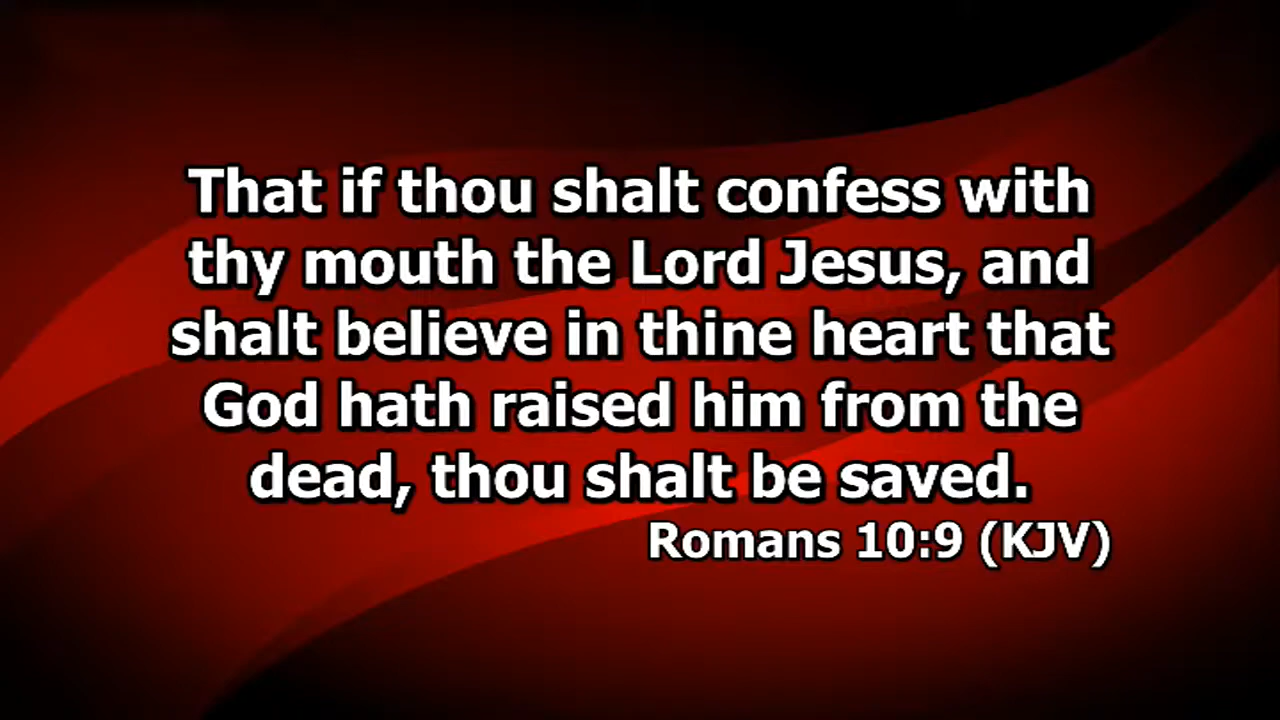 That if thou shalt confess with
thy mouth the Lord Jesus, and
shalt believe in thine heart that
God hath raised him from the
dead, thou shalt be saved.
Romans 10:9 (KJV)